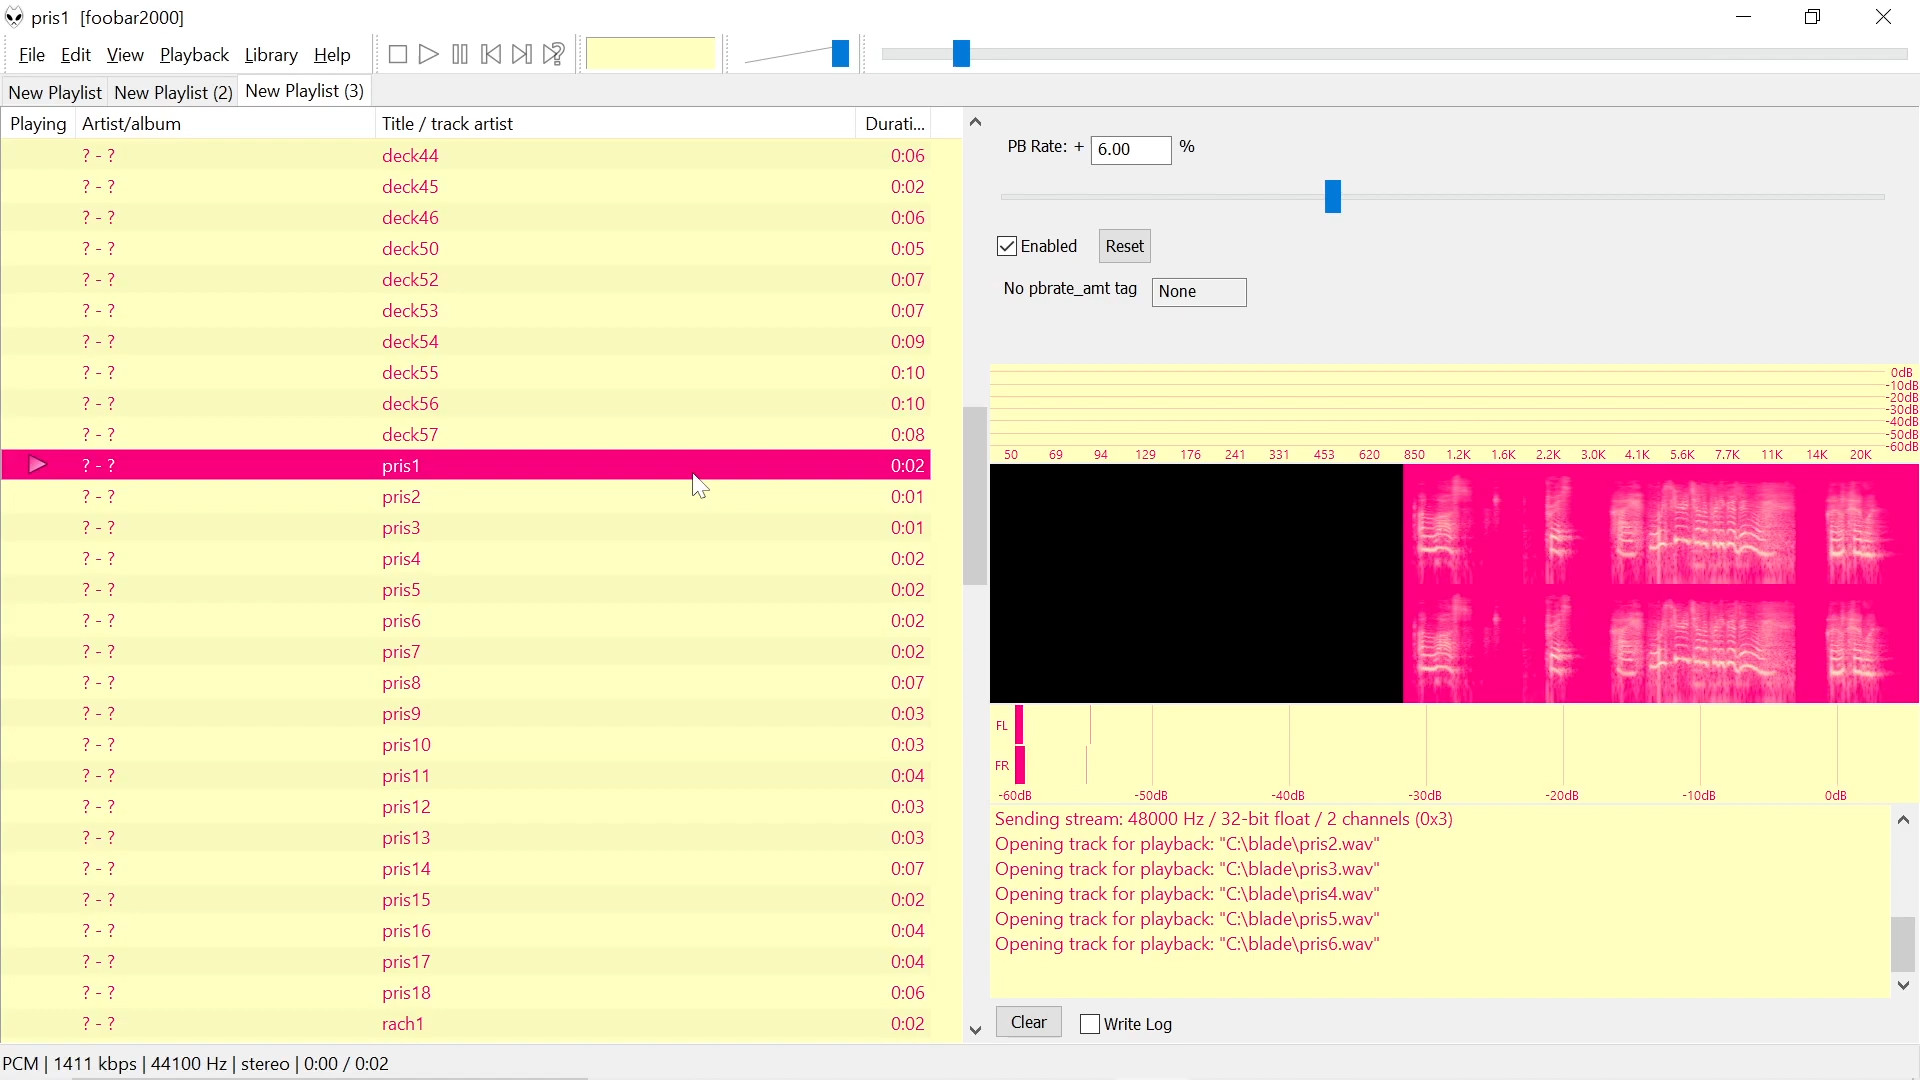 pris1 [foobar2000]
File Edit View Playback Library Help
New Playlist New Playlist (2) New Playlist (3)
Playing Artist/album Title / track artist Durati...
? - ? deck44 0:06
? - ? deck45 0:02
? - ? deck46 0:06
? - ? deck50 0:05
? - ? deck52 0:07
? - ? deck53 0:07
? - ? deck54 0:09
? - ? deck55 0:10
? - ? deck56 0:10
? - ? deck57 0:08
? - ? pris1 0:02
? - ? pris2 0:01
? - ? pris3 0:01
? - ? pris4 0:02
? - ? pris5 0:02
? - ? pris6 0:02
? - ? pris7 0:02
? - ? pris8 0:07
? - ? pris9 0:03
? - ? pris10 0:03
? - ? pris11 0:04
? - ? pris12 0:03
? - ? pris13 0:03
? - ? pris14 0:07
? - ? pris15 0:02
? - ? pris16 0:04
? - ? pris17 0:04
? - ? pris18 0:06
? - ? rach1 0:02
PB Rate: + 6.00 %
Enabled Reset
No pbrate_amt tag None
0dB
-10dB
-20dB
-30dB
-40dB
-50dB
-60dB
50 69 94 129 176 241 331 453 620 850 1.2K 1.6K 2.2K 3.0K 4.1K 5.6K 7.7K 11K 14K 20K
FL
FR
-60dB -50dB -40dB -30dB -20dB -10dB 0dB
Sending stream: 48000 Hz / 32-bit float / 2 channels (0x3)
Opening track for playback: "C:\blade\pris2.wav"
Opening track for playback: "C:\blade\pris3.wav"
Opening track for playback: "C:\blade\pris4.wav"
Opening track for playback: "C:\blade\pris5.wav"
Opening track for playback: "C:\blade\pris6.wav"
Clear Write Log
PCM | 1411 kbps | 44100 Hz | stereo | 0:00 / 0:02